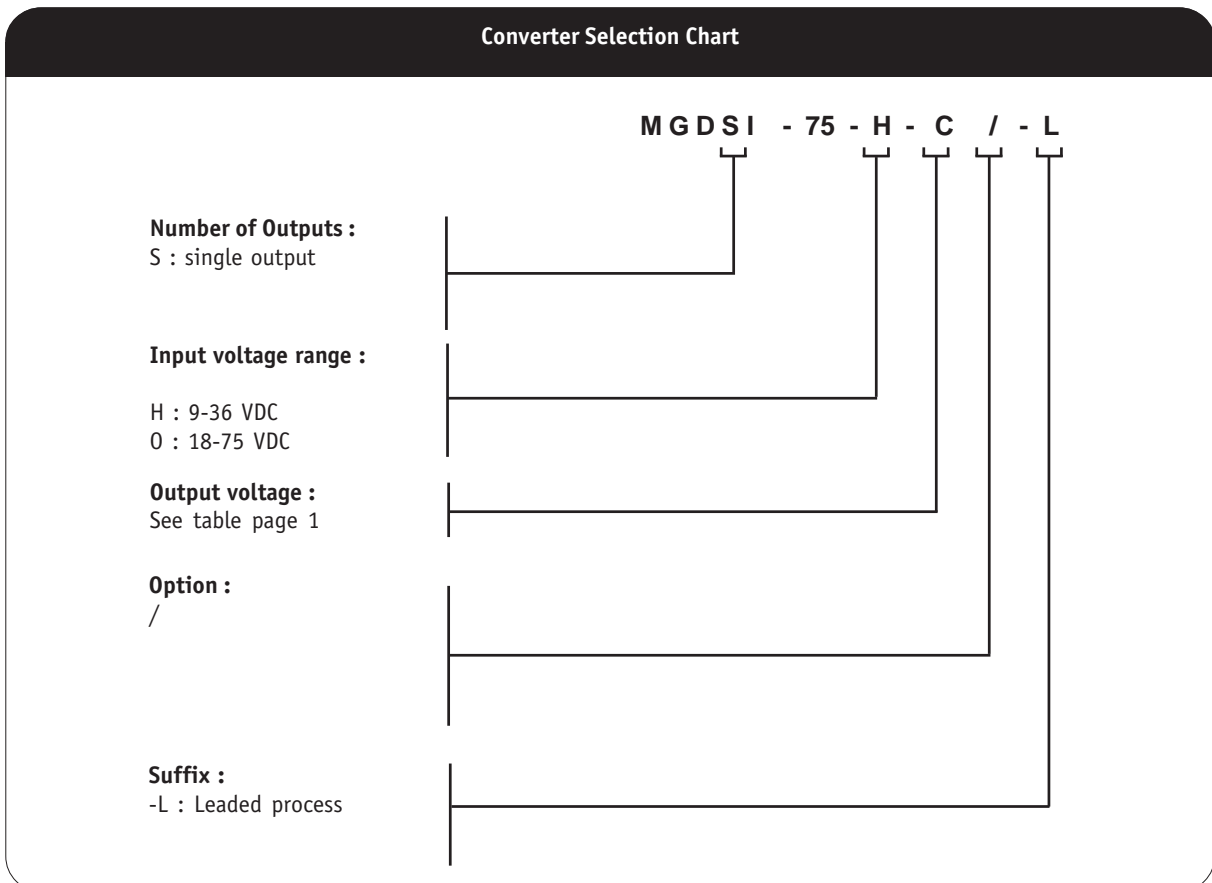 Converter Selection Chart
M G D S I - 75 - H - C / - L
Number of Outputs :
S : single output
Input voltage range :
H : 9-36 VDC
O : 18-75 VDC
Output voltage :
See table page 1
Option :
/
Suffix :
-L : Leaded process